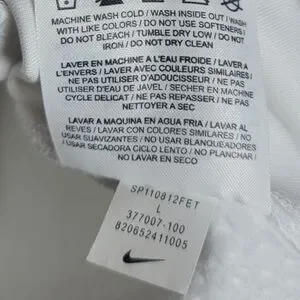 MACHINE WASH COLD / WASH INSIDE OUT / WASH
WITH LIKE COLORS / DO NOT USE SOFTENERS /
DO NOT BLEACH / TUMBLE DRY LOW / DO NOT
IRON / DO NOT DRY CLEAN
LAVER EN MACHINE A L'EAU FROIDE / LAVER A
L'ENVERS / LAVER AVEC COULEURS SIMILAIRES / NE
PAS UTILISER D'ADOUCISSEUR / NE PAS
UTILISER D'EAU DE JAVEL / SECHER EN MACHINE
CYCLE DELICAT / NE PAS REPASSER / NE PAS
NETTOYER A SEC
LAVAR A MAQUINA EN AGUA FRIA / LAVAR AL
REVES / LAVAR CON COLORES SIMILARES / NO
USAR SUAVIZANTES / NO USAR BLANQUEADORES
/ USAR SECADORA CICLO LENTO / NO PLANCHAR /
NO LAVAR EN SECO
SP110812FET
L
377007-100
820652411005